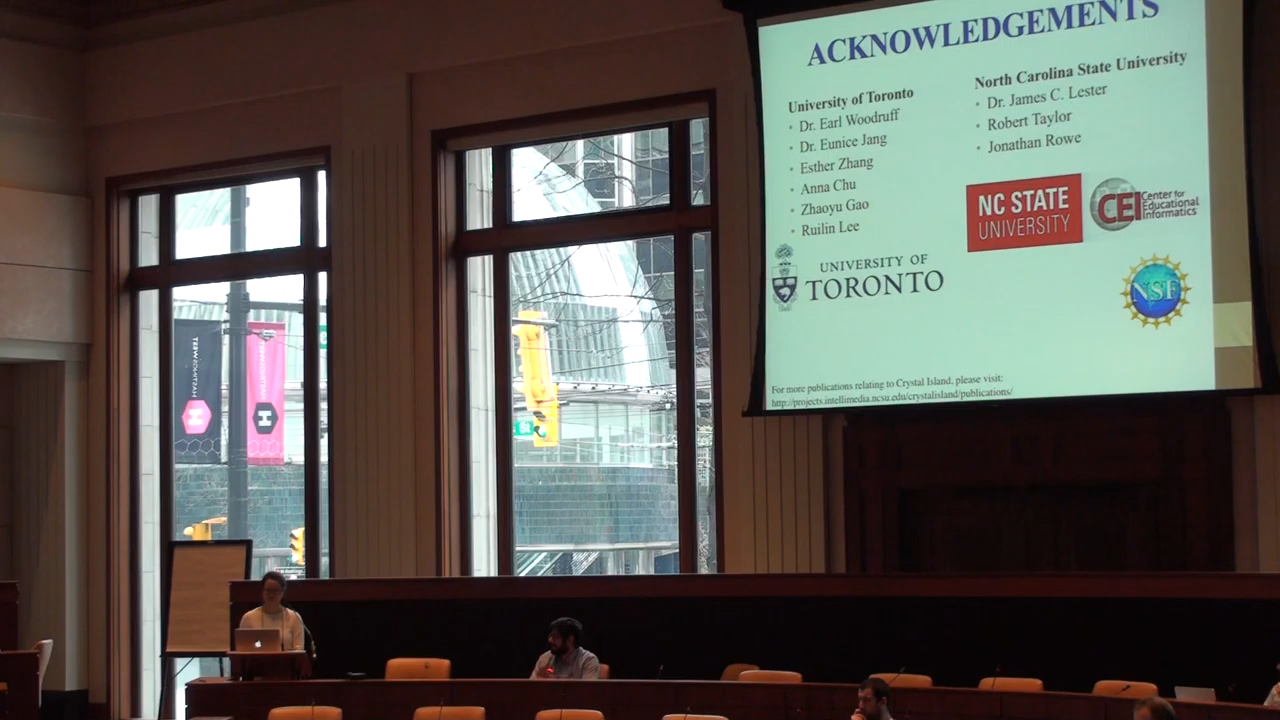 ACKNOWLEDGEMENTS
University of Toronto
• Dr. Earl Woodruff
• Dr. Eunice Jang
• Esther Zhang
• Anna Chu
• Zhaoyu Gao
• Ruilin Lee
North Carolina State University
• Dr. James C. Lester
• Robert Taylor
• Jonathan Rowe
NC STATE
UNIVERSITY
CEI
Center for
Educational
Informatics
UNIVERSITY OF
TORONTO
NSF
For more publications relating to Crystal Island, please visit:
http://projects.intellimedia.ncsu.edu/crystalisland/publications/
H
H